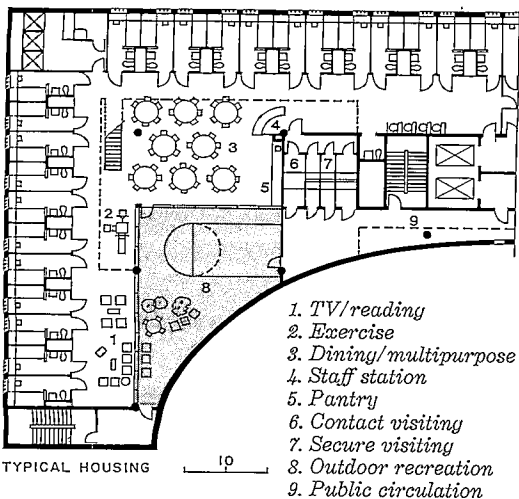 4
3
6
7
5
2
9
8
1
1. TV/reading
2. Exercise
3. Dining/multipurpose
4. Staff station
5. Pantry
6. Contact visiting
7. Secure visiting
8. Outdoor recreation
9. Public circulation
TYPICAL HOUSING
10